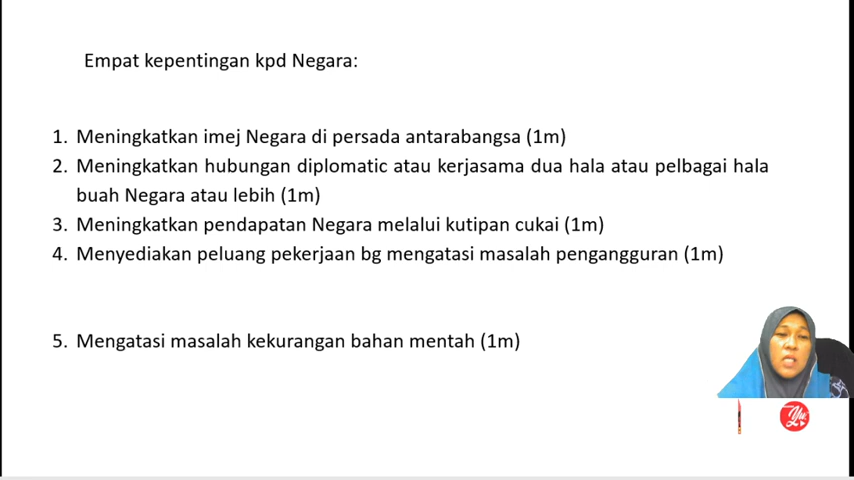 Empat kepentingan kpd Negara:
1. Meningkatkan imej Negara di persada antarabangsa (1m)
2. Meningkatkan hubungan diplomatic atau kerjasama dua hala atau pelbagai hala
buah Negara atau lebih (1m)
3. Meningkatkan pendapatan Negara melalui kutipan cukai (1m)
4. Menyediakan peluang pekerjaan bg mengatasi masalah pengangguran (1m)
5. Mengatasi masalah kekurangan bahan mentah (1m)